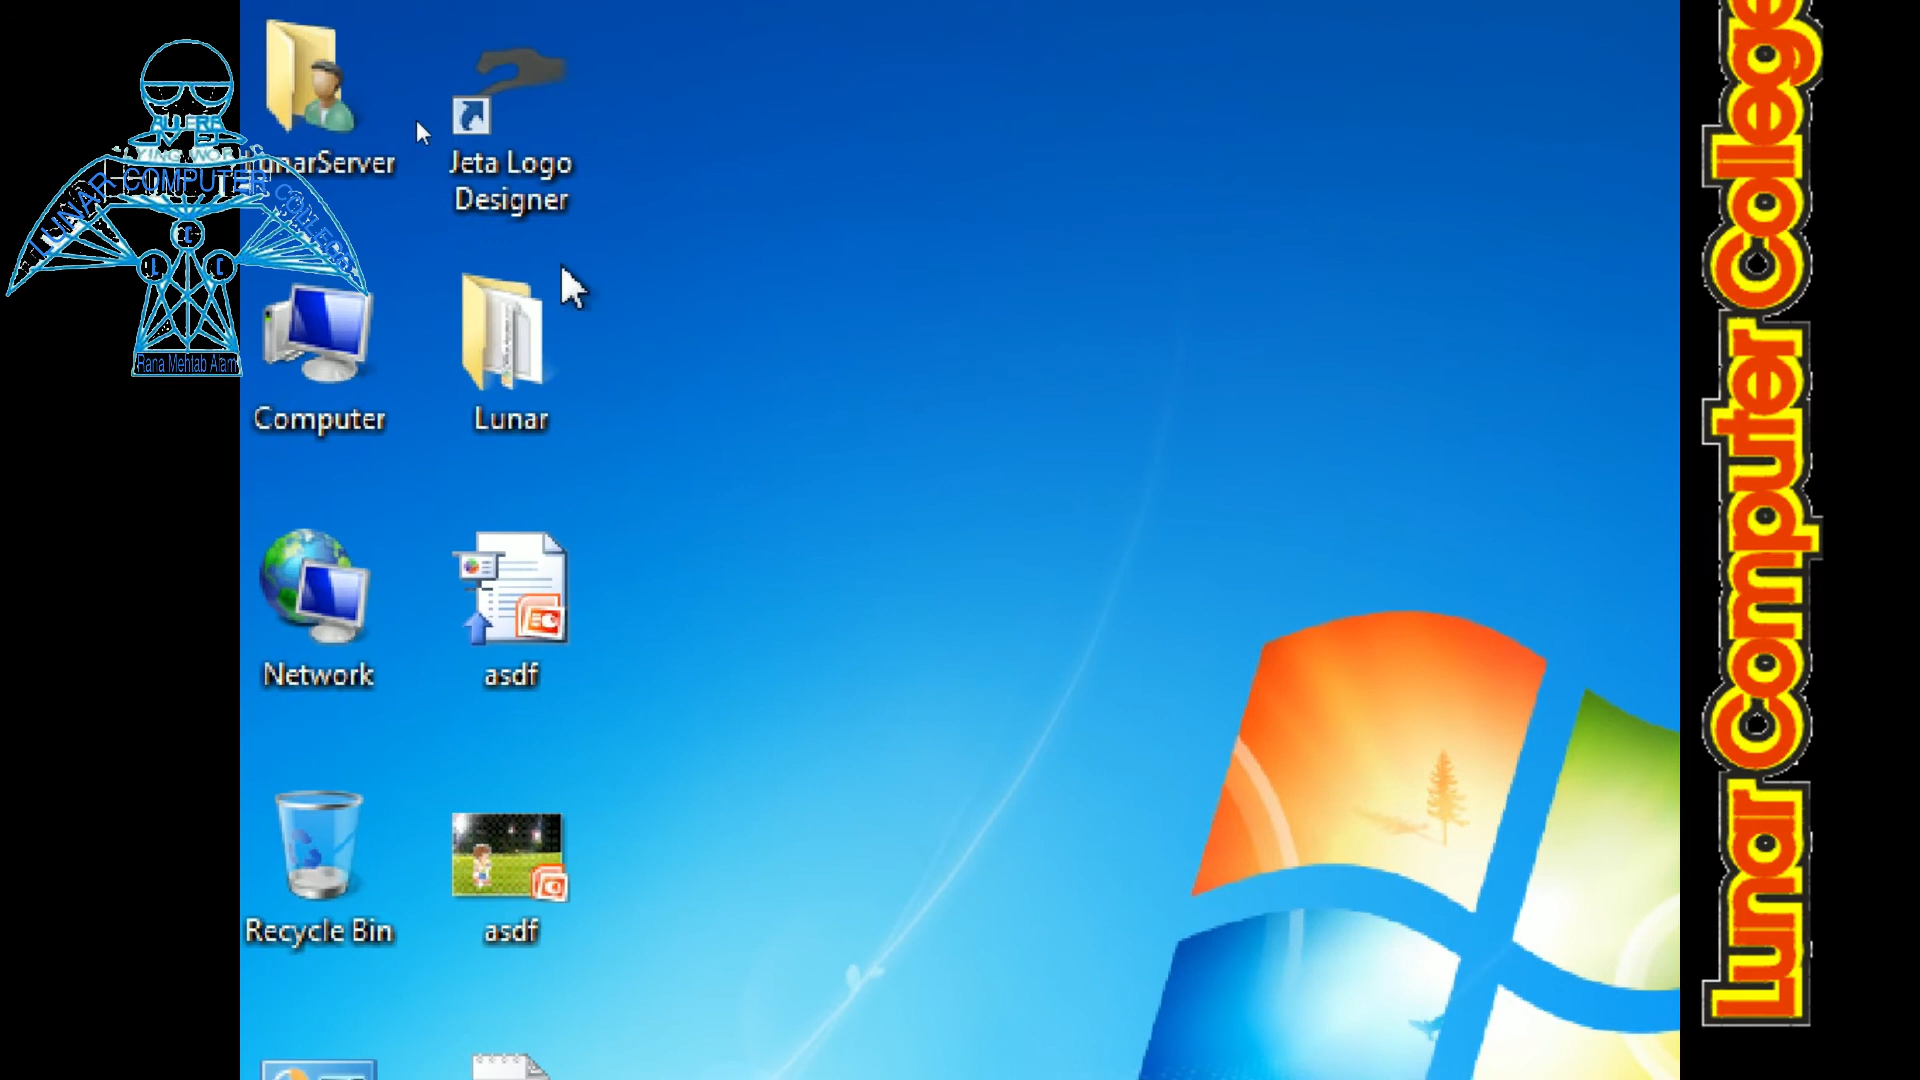 LunarServer
Jeta Logo
Designer
LUNAR COMPUTER COLLEGE
Rana Mehtab Alam
Computer
Lunar
Network
asdf
Recycle Bin
asdf
Lunar Computer College